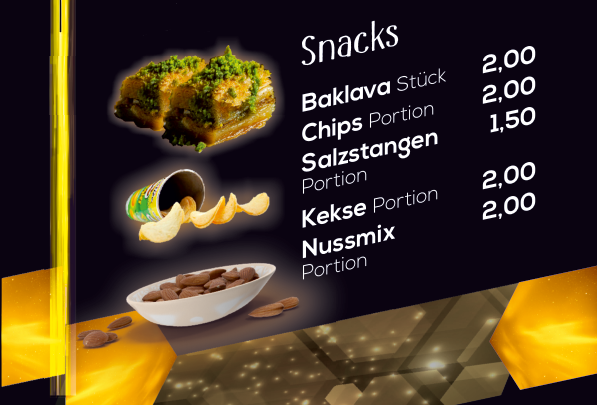 Snacks
Baklava Stück 2,00
Chips Portion 2,00
Salzstangen 1,50
Portion
Kekse Portion 2,00
Nussmix 2,00
Portion